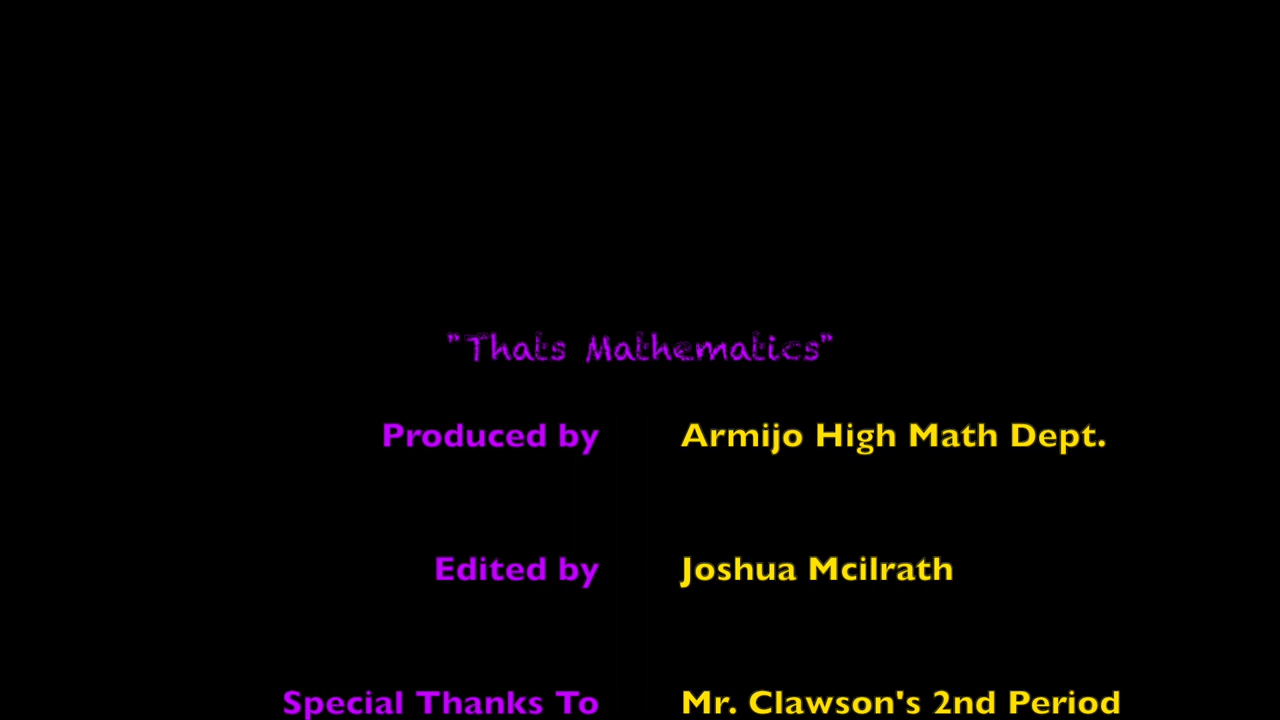 "Thats Mathematics"
Produced by Armijo High Math Dept.
Edited by Joshua Mcilrath
Special Thanks To Mr. Clawson's 2nd Period